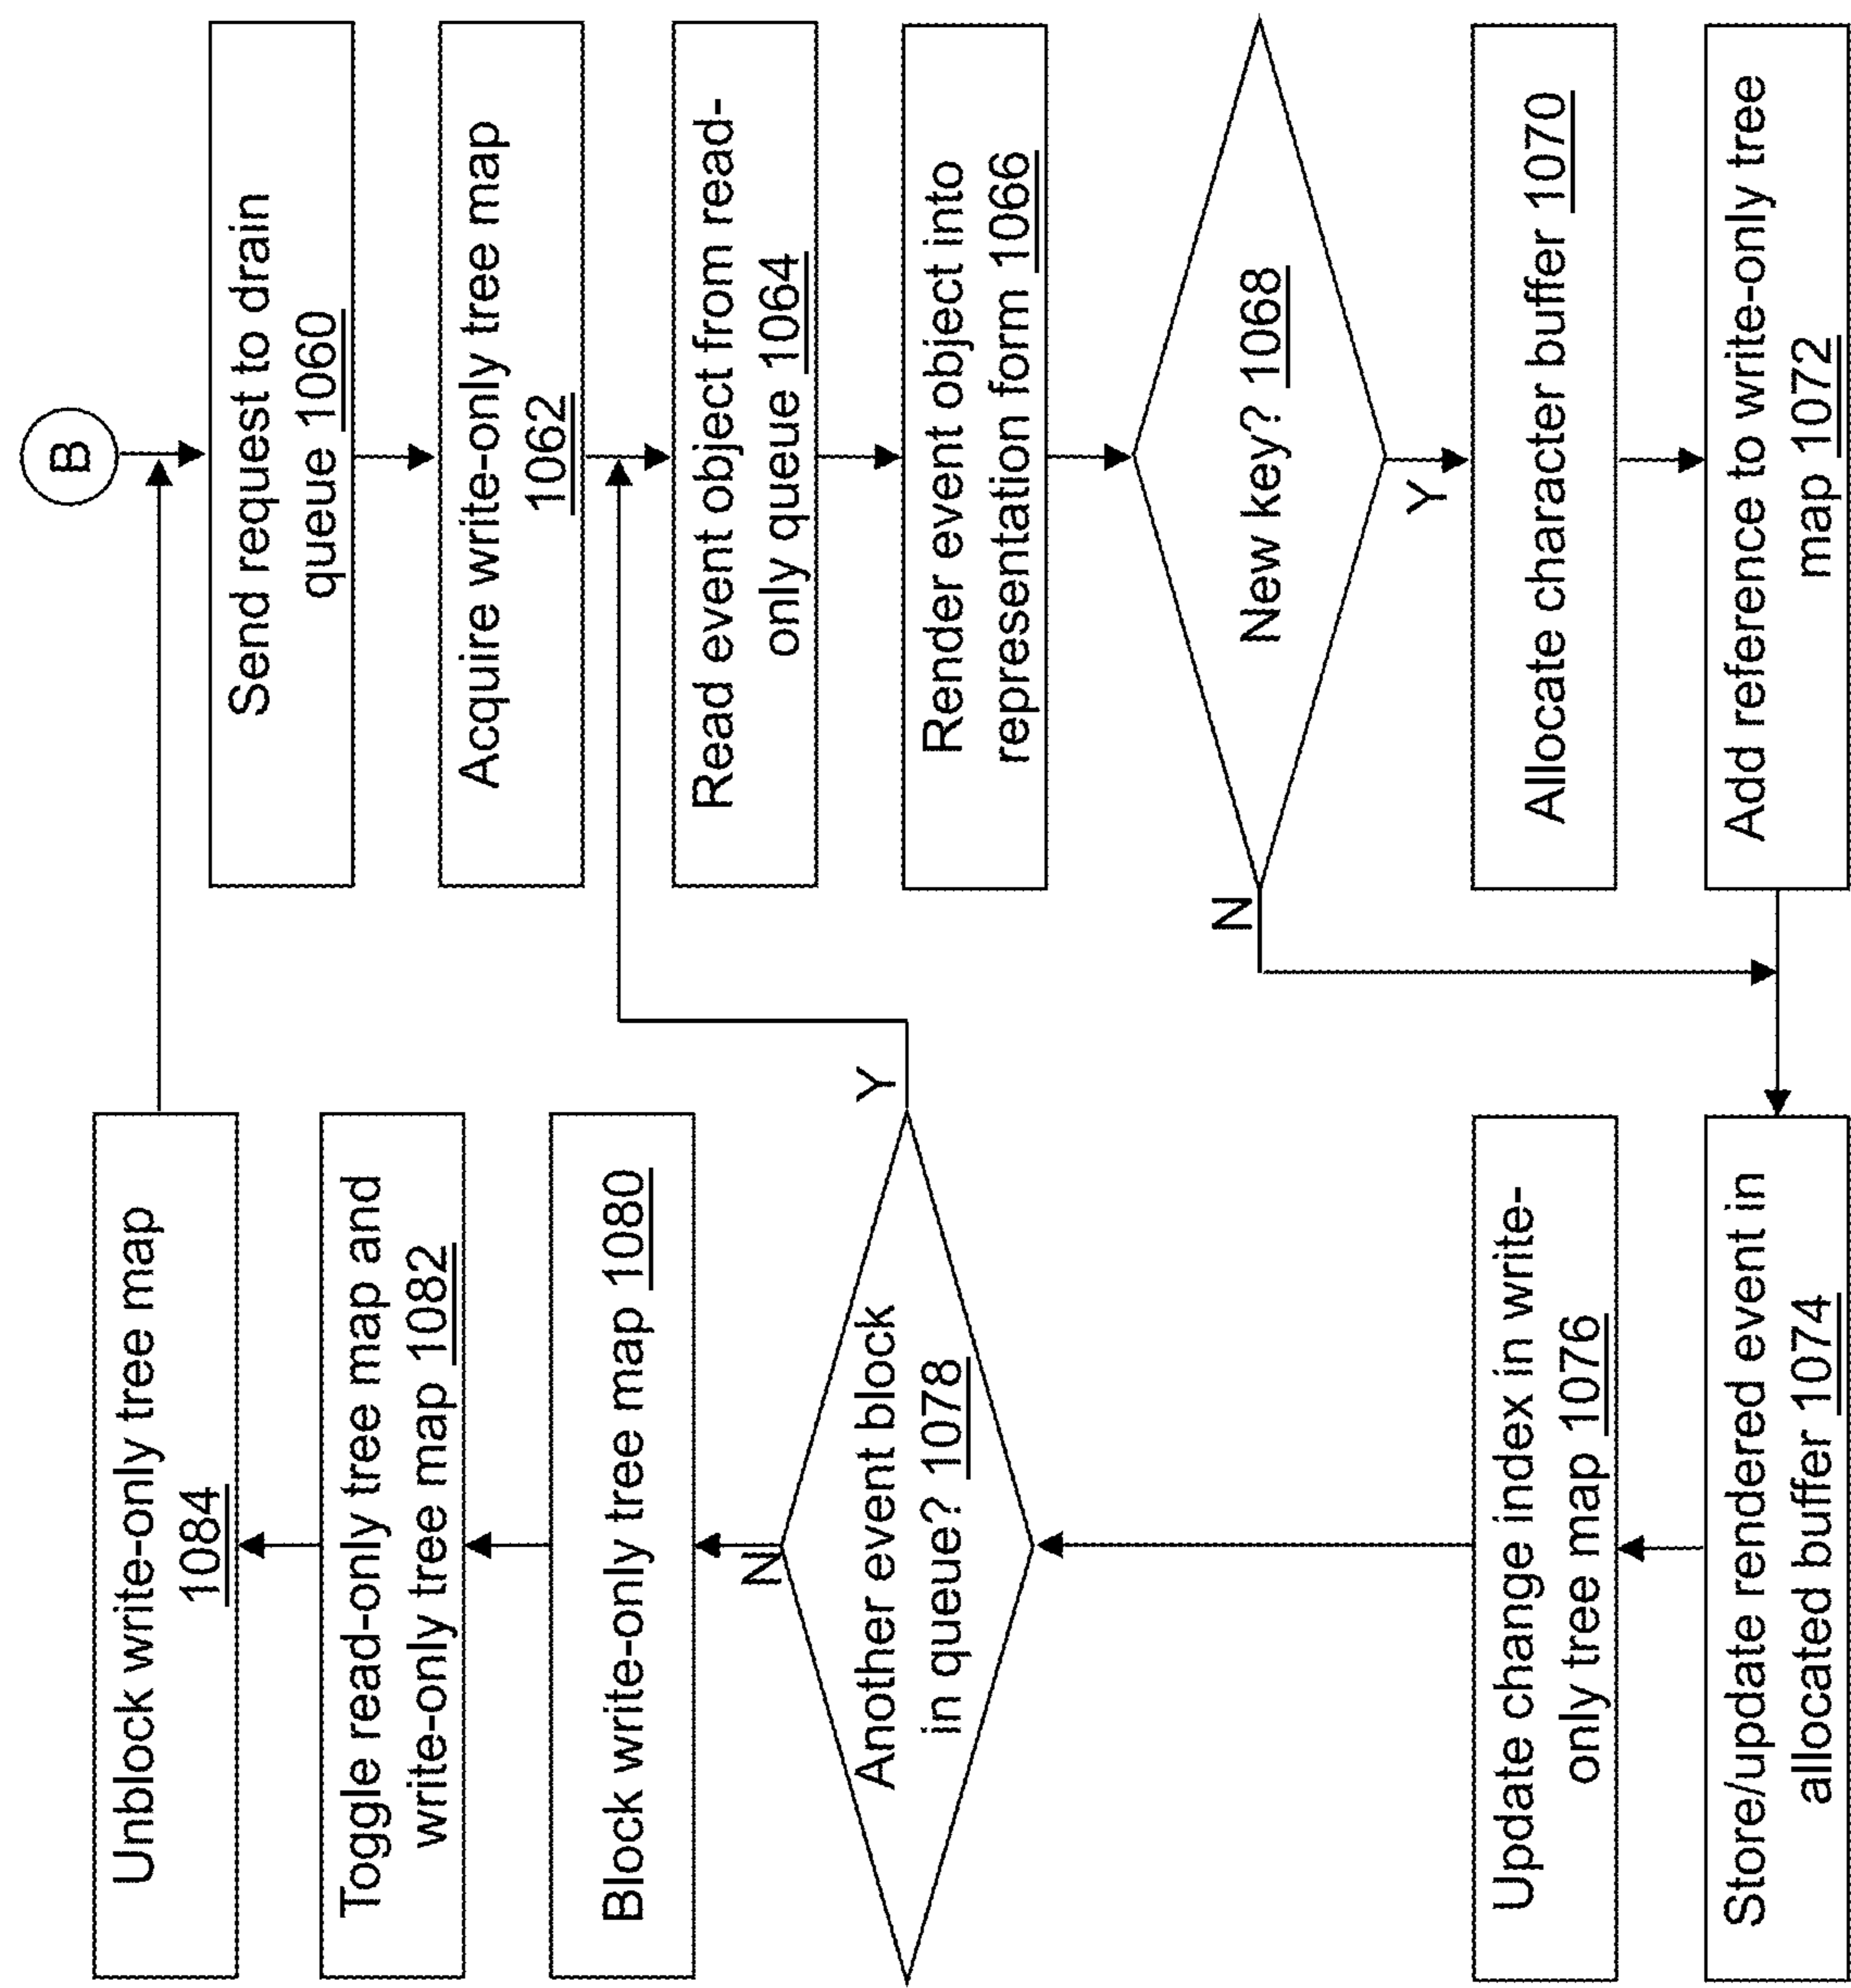 B
Send request to drain
queue 1060
Acquire write-only tree map
1062
Read event object from read-
only queue 1064
Render event object into
representation form 1066
New key? 1068
N
Y
Allocate character buffer 1070
Add reference to write-only tree
map 1072
Store/update rendered event in
allocated buffer 1074
Update change index in write-
only tree map 1076
Another event block
in queue? 1078
Y
N
Block write-only tree map 1080
Toggle read-only tree map and
write-only tree map 1082
Unblock write-only tree map
1084